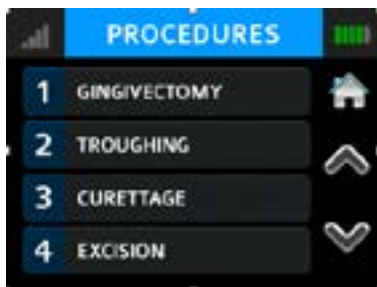 PROCEDURES
1 GINGIVECTOMY
2 TROUGHING
3 CURETTAGE
4 EXCISION